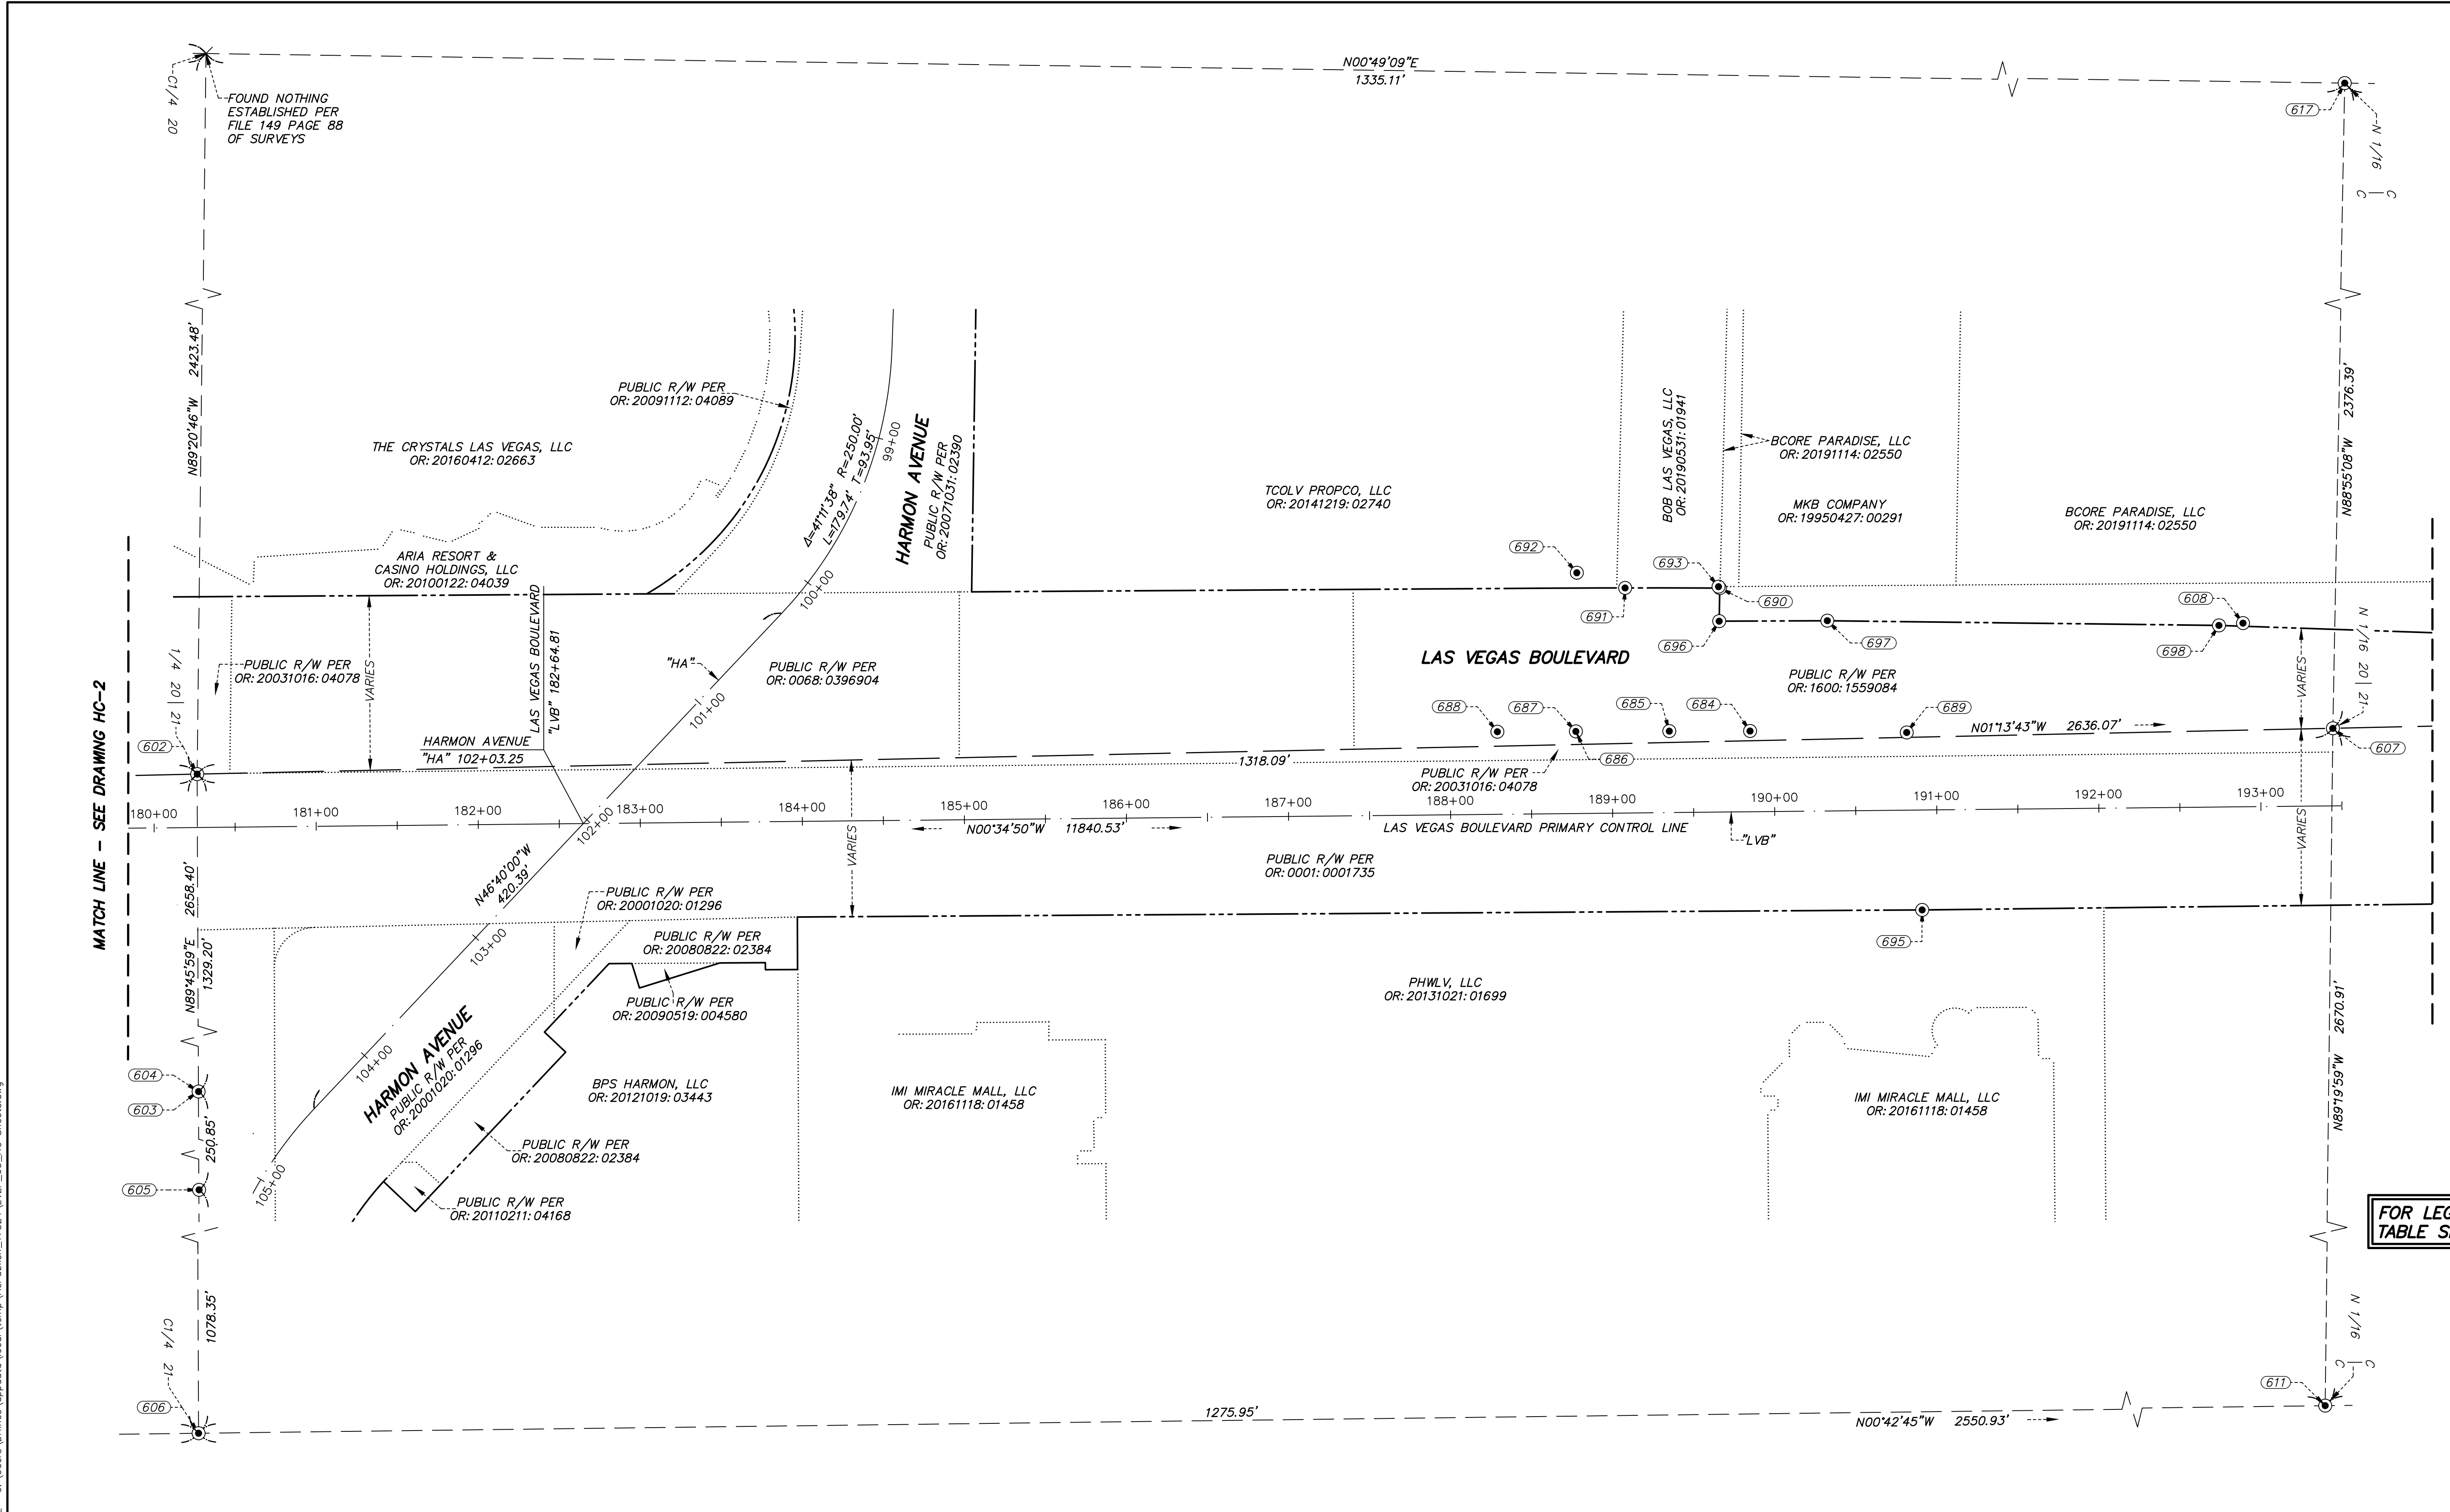 N00°49'09"E
1335.11'
C1/4 20
FOUND NOTHING
ESTABLISHED PER
FILE 149 PAGE 88
OF SURVEYS
617
N 1/16
C
C
N89°20'46"W 2423.48'
PUBLIC R/W PER
OR: 20091112: 04089
THE CRYSTALS LAS VEGAS, LLC
OR: 20160412: 02663
Δ=41°11'38" R=250.00'
L=179.74' T=93.95'
99+00
HARMON AVENUE
PUBLIC R/W PER
OR: 20071031: 02390
TCOLV PROPCO, LLC
OR: 20141219: 02740
BOB LAS VEGAS, LLC
OR: 201905531: 01941
BCORE PARADISE, LLC
OR: 20191114: 02550
MKB COMPANY
OR: 19950427: 00291
BCORE PARADISE, LLC
OR: 20191114: 02550
N88°55'08"W 2376.39'
ARIA RESORT &
CASINO HOLDINGS, LLC
OR: 20100122: 04039
100+00
692
693
690
691
608
696
697
698
MATCH LINE - SEE DRAWING HC-2
1/4 20 | 21
PUBLIC R/W PER
OR: 20031016: 04078
VARIES
LAS VEGAS BOULEVARD
"LVB" 182+64.81
"HA"
PUBLIC R/W PER
OR: 0068: 0396904
LAS VEGAS BOULEVARD
PUBLIC R/W PER
OR: 1600: 1559084
VARIES
N 1/16 20 | 21
101+00
688
687
685
684
689
N01°13'43"W 2636.07'
602
HARMON AVENUE
"HA" 102+03.25
607
1318.09'
686
PUBLIC R/W PER
OR: 20031016: 04078
180+00
181+00
182+00
183+00
184+00
185+00
186+00
187+00
188+00
189+00
190+00
191+00
192+00
193+00
102+00
N00°34'50"W 11840.53'
LAS VEGAS BOULEVARD PRIMARY CONTROL LINE
"LVB"
VARIES
VARIES
PUBLIC R/W PER
OR: 0001: 0001735
2658.40'
N89°45'59"E
1329.20'
N46°40'00"W
420.39'
PUBLIC R/W PER
OR: 20001020: 01296
103+00
PUBLIC R/W PER
OR: 20080822: 02384
695
PUBLIC R/W PER
OR: 20090519: 004580
PHWLV, LLC
OR: 20131021: 01699
N89°19'59"W 2670.91'
104+00
HARMON AVENUE
PUBLIC R/W PER
OR: 20001020: 01296
604
603
250.85'
BPS HARMON, LLC
OR: 20121019: 03443
IMI MIRACLE MALL, LLC
OR: 20161118: 01458
IMI MIRACLE MALL, LLC
OR: 20161118: 01458
PUBLIC R/W PER
OR: 20080822: 02384
605
105+00
PUBLIC R/W PER
OR: 20110211: 04168
FOR LEG
TABLE S
1078.35'
C1/4 21
606
1275.95'
N00°42'45"W 2550.93'
611
N 1/16
C
C